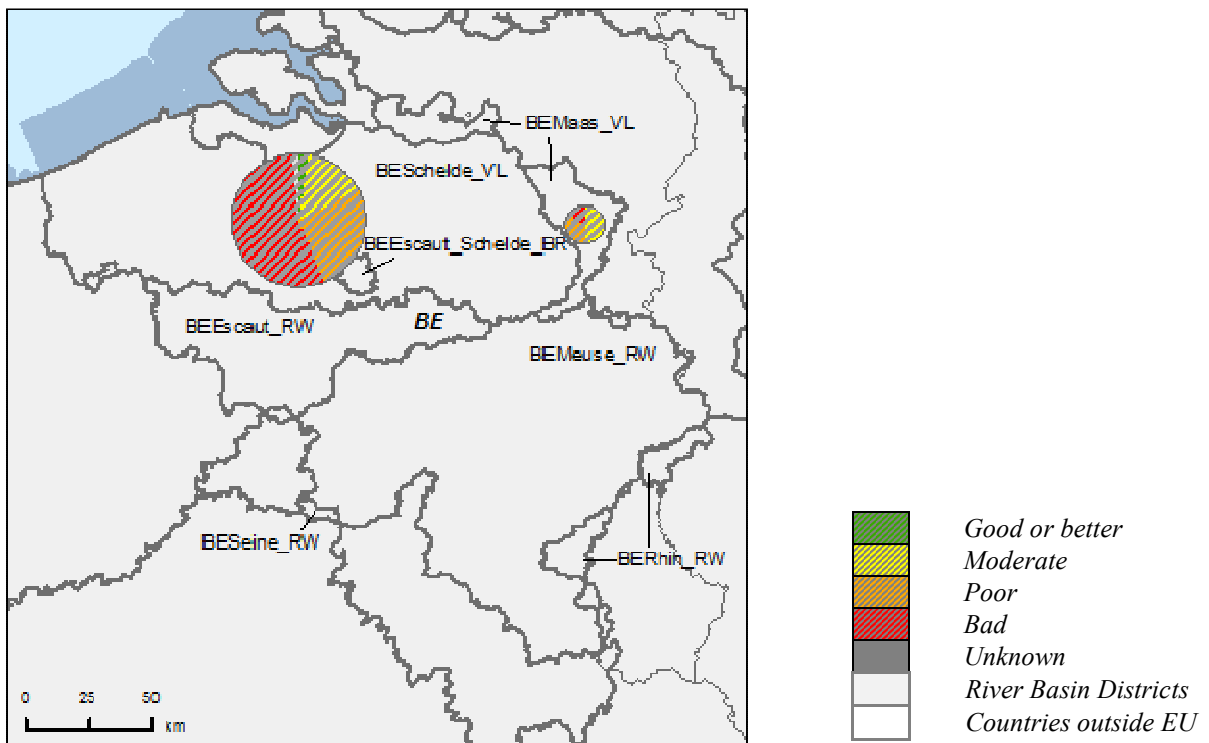 BEMaas_VL
BESchelde_VL
BEEscaut_Schelde_BR
BEEscaut_RW
BE
BEMeuse_RW
BESeine_RW
BERhin_RW
0 25 50
km
Good or better
Moderate
Poor
Bad
Unknown
River Basin Districts
Countries outside EU